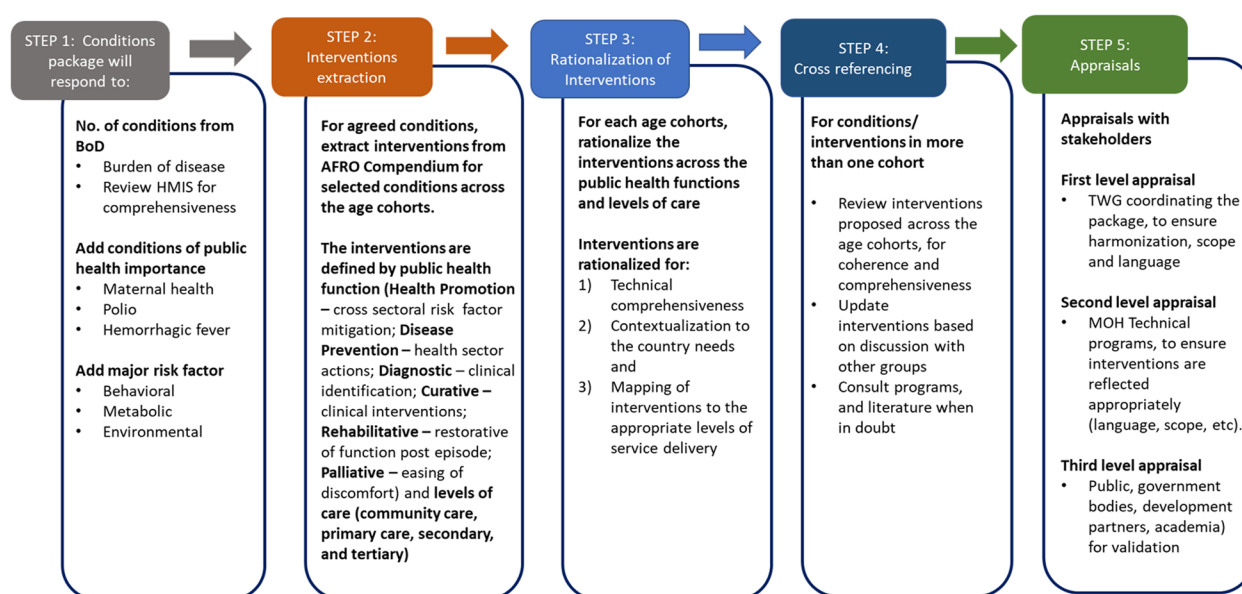 STEP 1: Conditions
package will
respond to:
No. of conditions from
BoD
• Burden of disease
• Review HMIS for
comprehensiveness
Add conditions of public
health importance
• Maternal health
• Polio
• Hemorrhagic fever
Add major risk factor
• Behavioral
• Metabolic
• Environmental
STEP 2:
Interventions
extraction
For agreed conditions,
extract interventions from
AFRO Compendium for
selected conditions across
the age cohorts.
The interventions are
defined by public health
function (Health Promotion
– cross sectoral risk factor
mitigation; Disease
Prevention – health sector
actions; Diagnostic – clinical
identification; Curative –
clinical interventions;
Rehabilitative – restorative
of function post episode;
Palliative – easing of
discomfort) and levels of
care (community care,
primary care, secondary,
and tertiary)
STEP 3:
Rationalization of
Interventions
For each age cohorts,
rationalize the
interventions across the
public health functions
and levels of care
Interventions are
rationalized for:
1) Technical
comprehensiveness
2) Contextualization to
the country needs
and
3) Mapping of
interventions to the
appropriate levels of
service delivery
STEP 4:
Cross referencing
For conditions/
interventions in more
than one cohort
• Review interventions
proposed across the
age cohorts, for
coherence and
comprehensiveness
• Update
interventions based
on discussion with
other groups
• Consult programs,
and literature when
in doubt
STEP 5:
Appraisals
Appraisals with
stakeholders
First level appraisal
• TWG coordinating the
package, to ensure
harmonization, scope
and language
Second level appraisal
• MOH Technical
programs, to ensure
interventions are
reflected
appropriately
(language, scope, etc).
Third level appraisal
• Public, government
bodies, development
partners, academia)
for validation